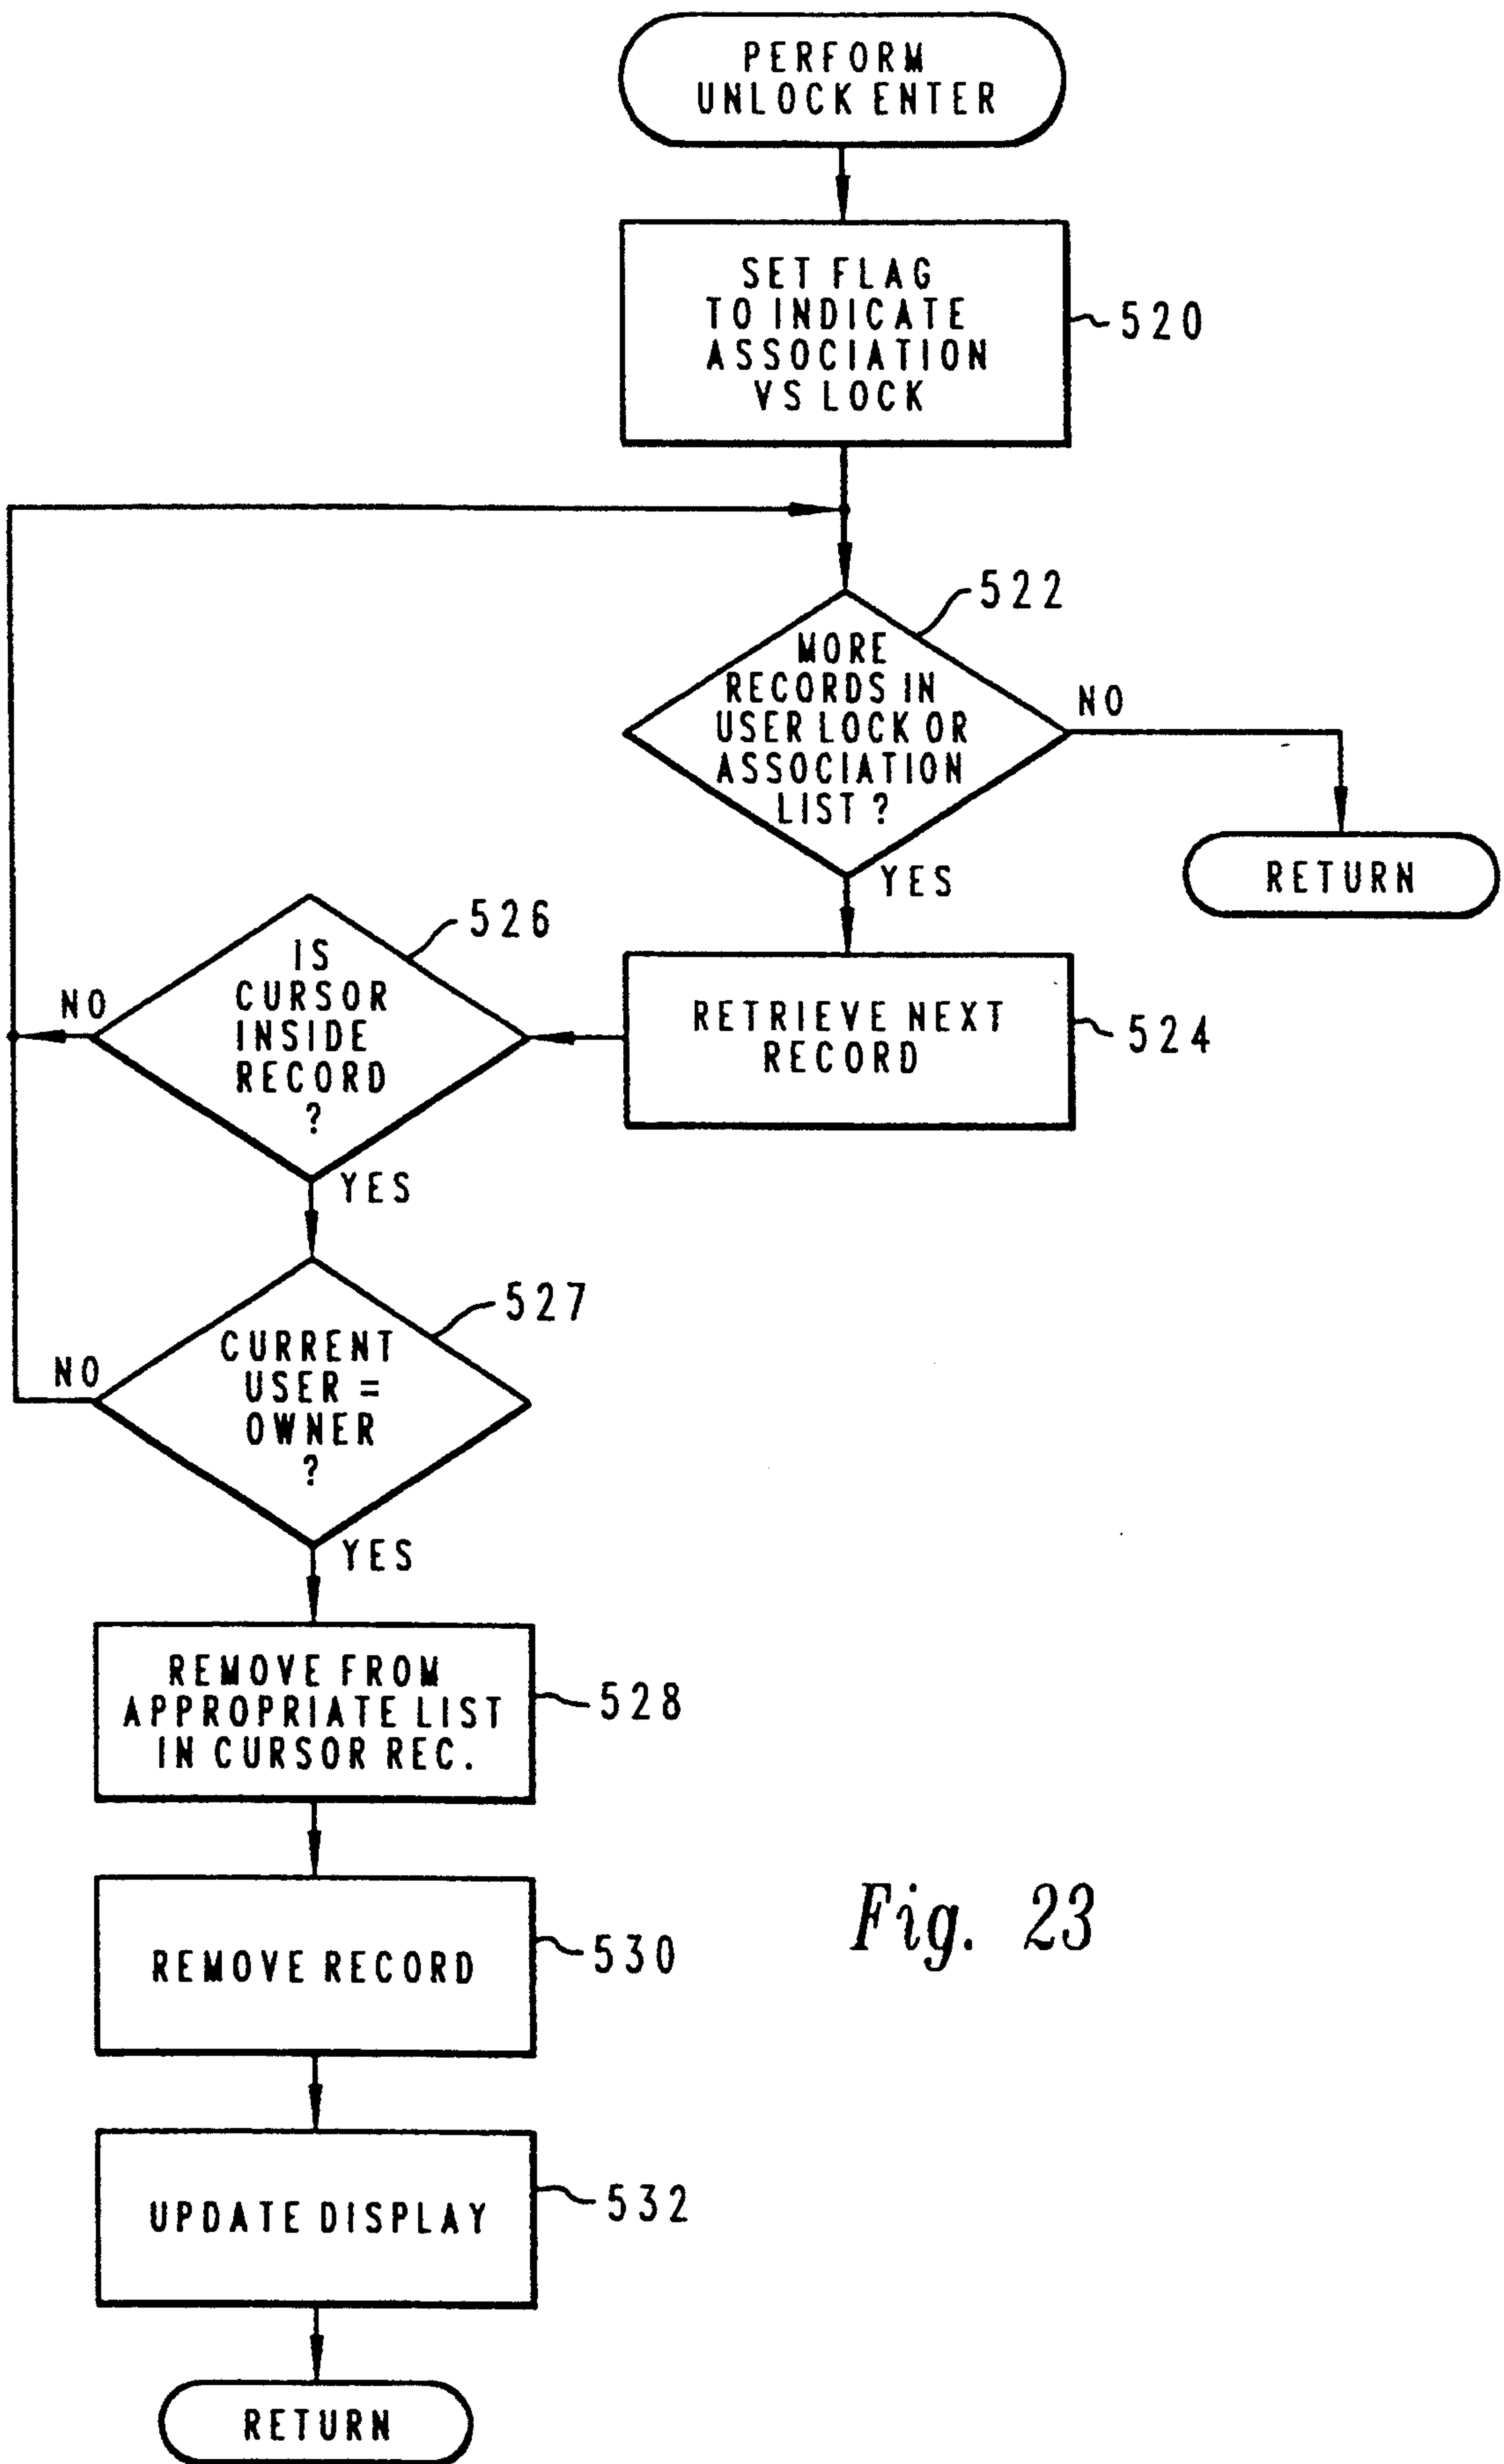 PERFORM
UNLOCK ENTER
SET FLAG
TO INDICATE
ASSOCIATION
VS LOCK
520
522
MORE
RECORDS IN
USER LOCK OR
ASSOCIATION
LIST ?
NO
YES
RETURN
526
IS
CURSOR
INSIDE
RECORD
?
NO
RETRIEVE NEXT
RECORD
524
YES
527
CURRENT
USER =
OWNER
?
NO
YES
REMOVE FROM
APPROPRIATE LIST
IN CURSOR REC.
528
REMOVE RECORD
530
Fig. 23
UPDATE DISPLAY
532
RETURN